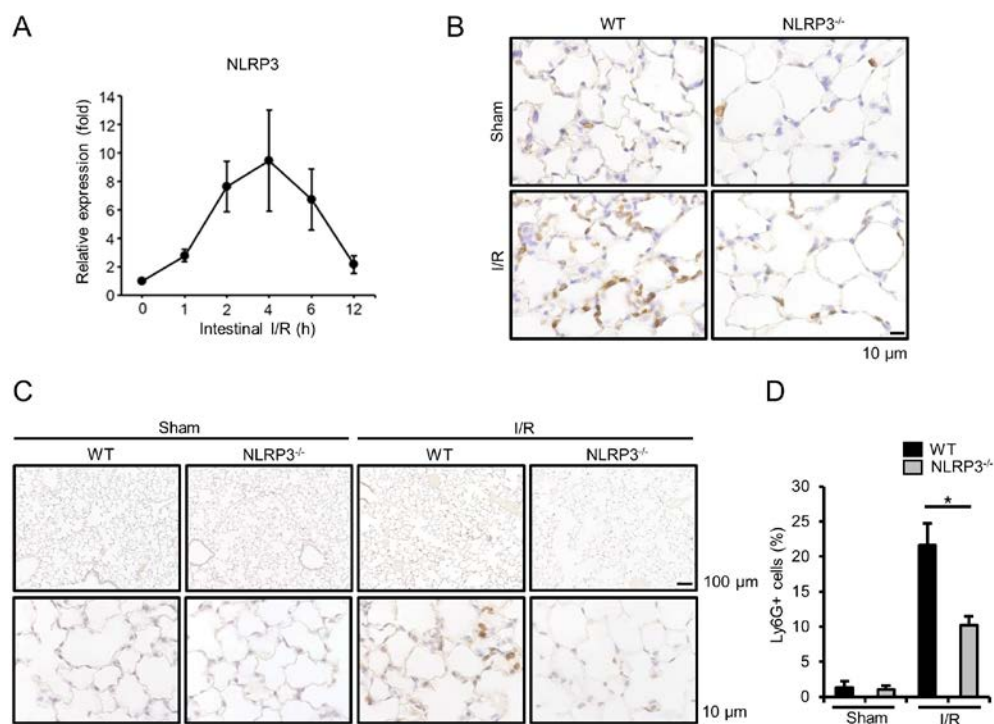 A
NLRP3
Relative expression (fold)
14
12
10
8
6
4
2
0
0 1 2 4 6 12
Intestinal I/R (h)
B
WT NLRP3-/-
Sham
I/R
10 µm
C
Sham I/R
WT NLRP3-/- WT NLRP3-/-
100 µm
10 µm
D
WT
NLRP3-/-
Ly6G+ cells (%)
30
25
20
15
10
5
0
*
Sham I/R